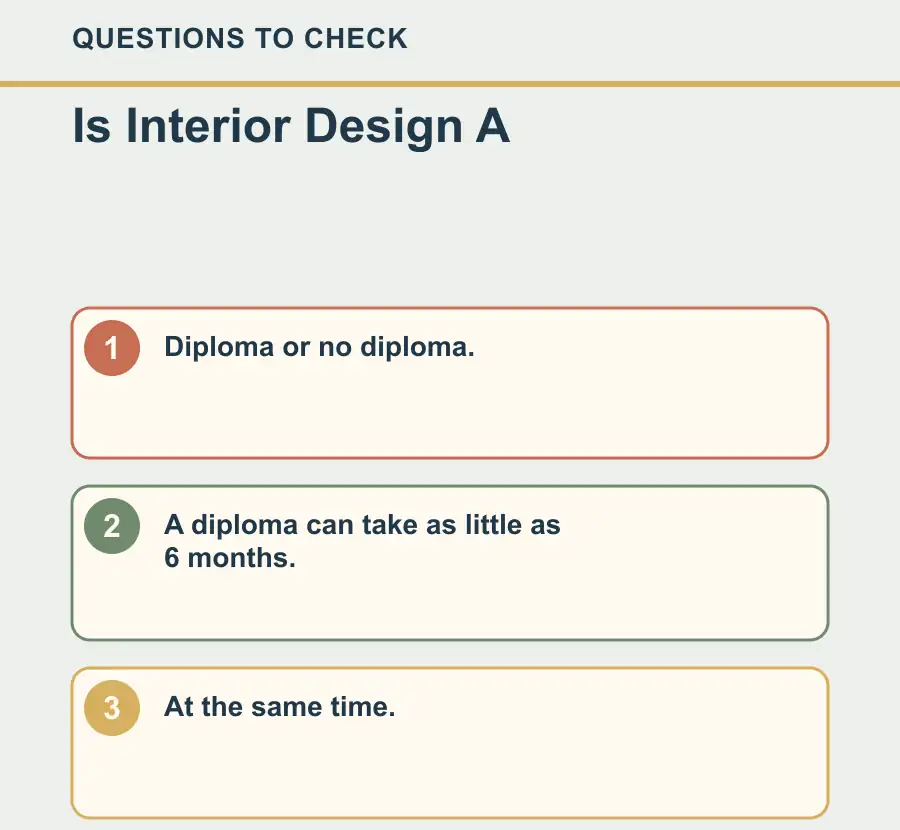 QUESTIONS TO CHECK
Is Interior Design A
1
Diploma or no diploma.
2
A diploma can take as little as
6 months.
3
At the same time.